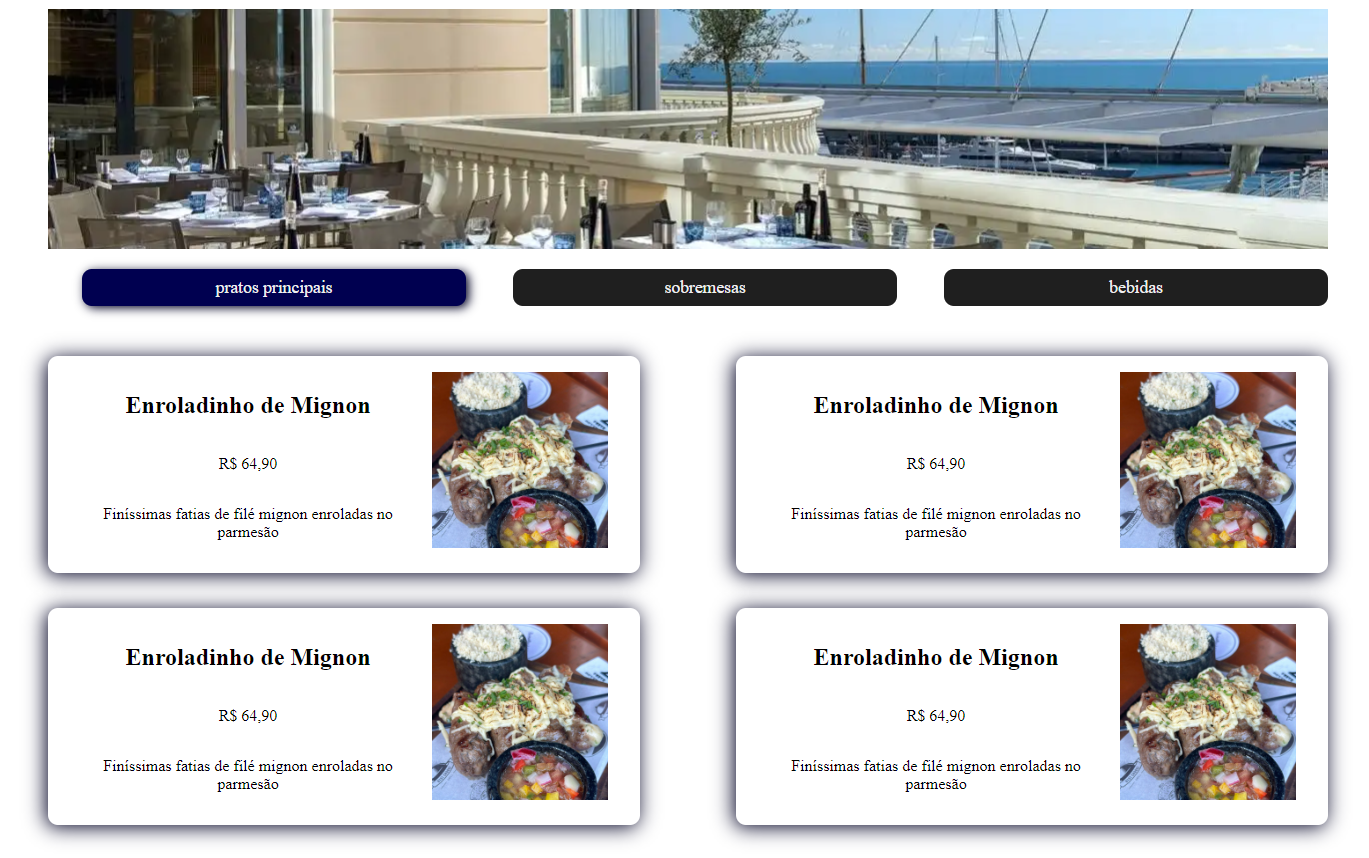 pratos principais
sobremesas
bebidas
Enroladinho de Mignon
R$ 64,90
Finíssimas fatias de filé mignon enroladas no
parmesão
Enroladinho de Mignon
R$ 64,90
Finíssimas fatias de filé mignon enroladas no
parmesão
Enroladinho de Mignon
R$ 64,90
Finíssimas fatias de filé mignon enroladas no
parmesão
Enroladinho de Mignon
R$ 64,90
Finíssimas fatias de filé mignon enroladas no
parmesão